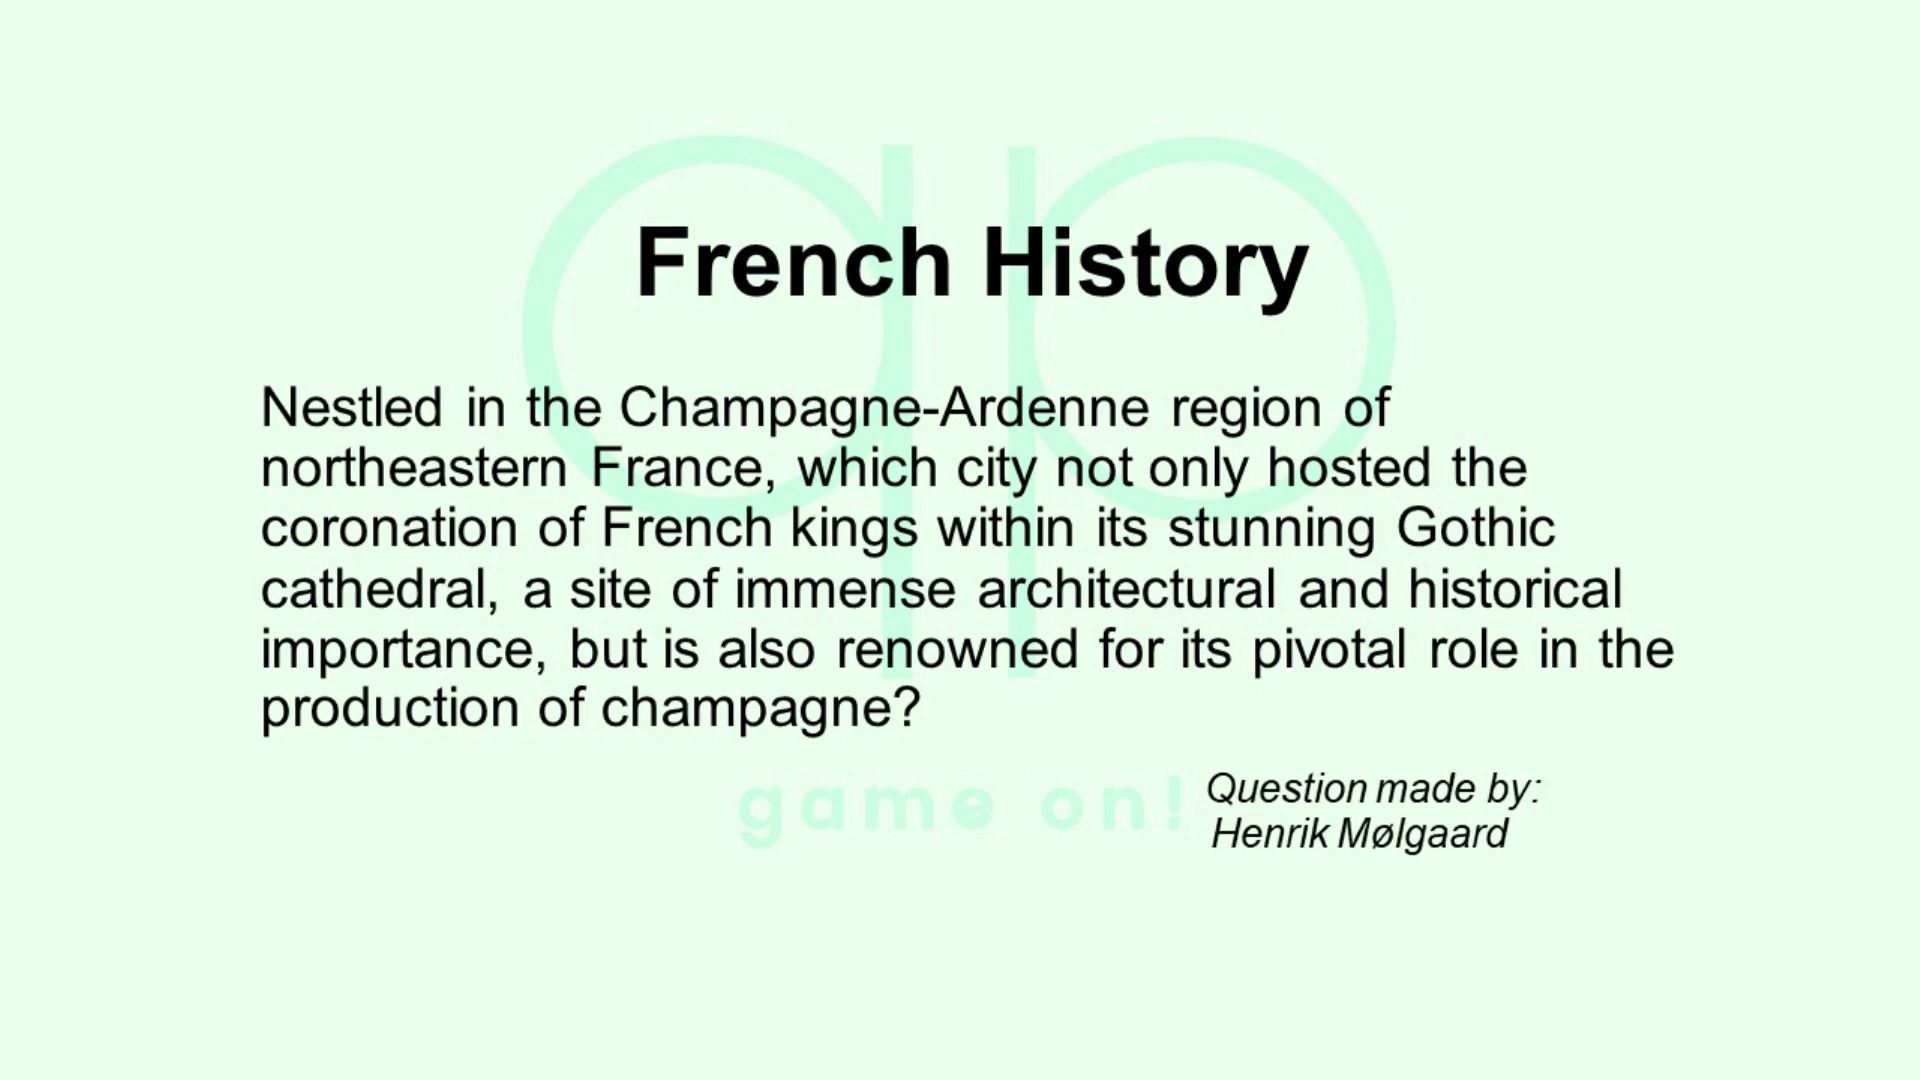 French History
Nestled in the Champagne-Ardenne region of
northeastern France, which city not only hosted the
coronation of French kings within its stunning Gothic
cathedral, a site of immense architectural and historical
importance, but is also renowned for its pivotal role in the
production of champagne?
game on!
Question made by:
Henrik Mølgaard